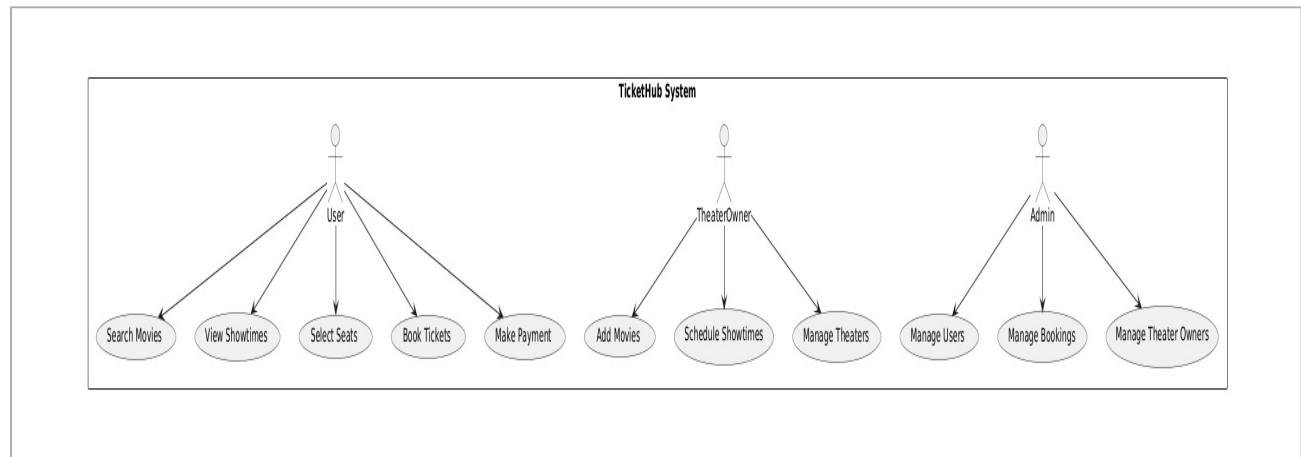 TicketHub System
User
TheaterOwner
Admin
Search Movies
View Showtimes
Select Seats
Book Tickets
Make Payment
Add Movies
Schedule Showtimes
Manage Theaters
Manage Users
Manage Bookings
Manage Theater Owners